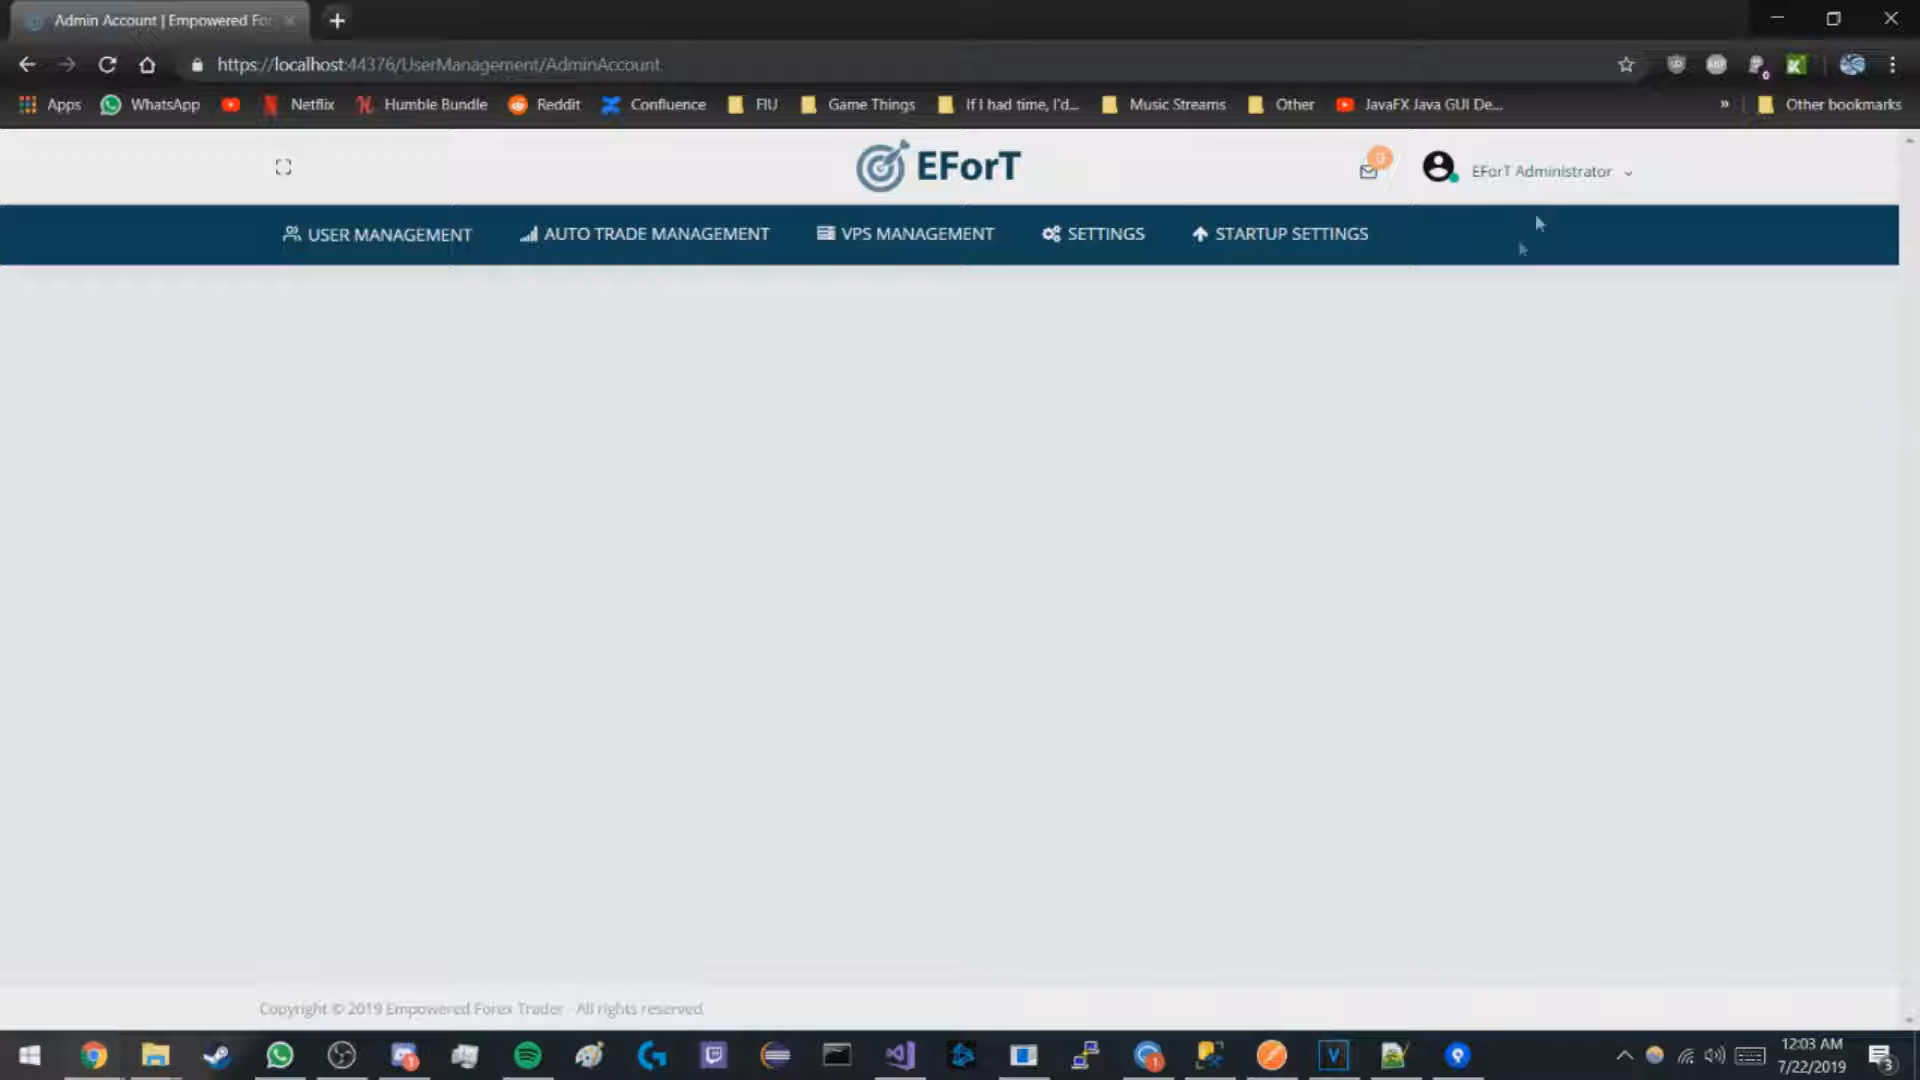 Admin Account | Empowered Fo
https://localhost:44376/UserManagement/AdminAccount
Apps WhatsApp Netflix Humble Bundle Reddit Confluence FIU Game Things If I had time, I'd... Music Streams Other JavaFX Java GUI De... » Other bookmarks
EForT
EForT Administrator
USER MANAGEMENT AUTO TRADE MANAGEMENT VPS MANAGEMENT SETTINGS STARTUP SETTINGS
Copyright © 2019 Empowered Forex Trader - All rights reserved.
12:03 AM
7/22/2019
3